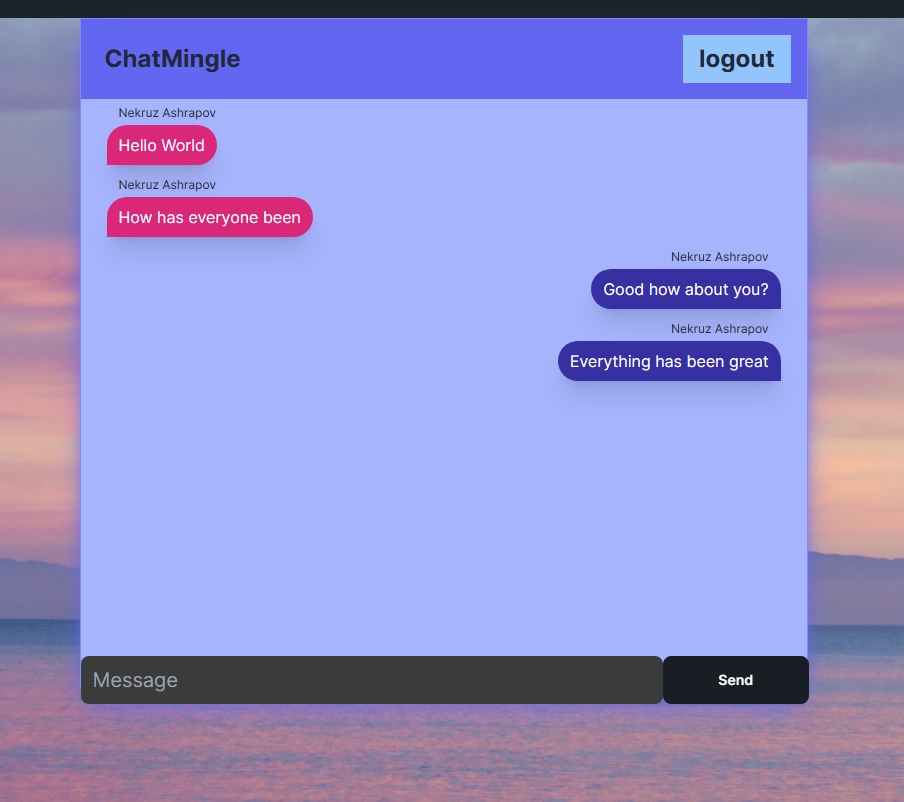 ChatMingle
logout
Nekruz Ashrapov
Hello World
Nekruz Ashrapov
How has everyone been
Nekruz Ashrapov
Good how about you?
Nekruz Ashrapov
Everything has been great
Message
Send